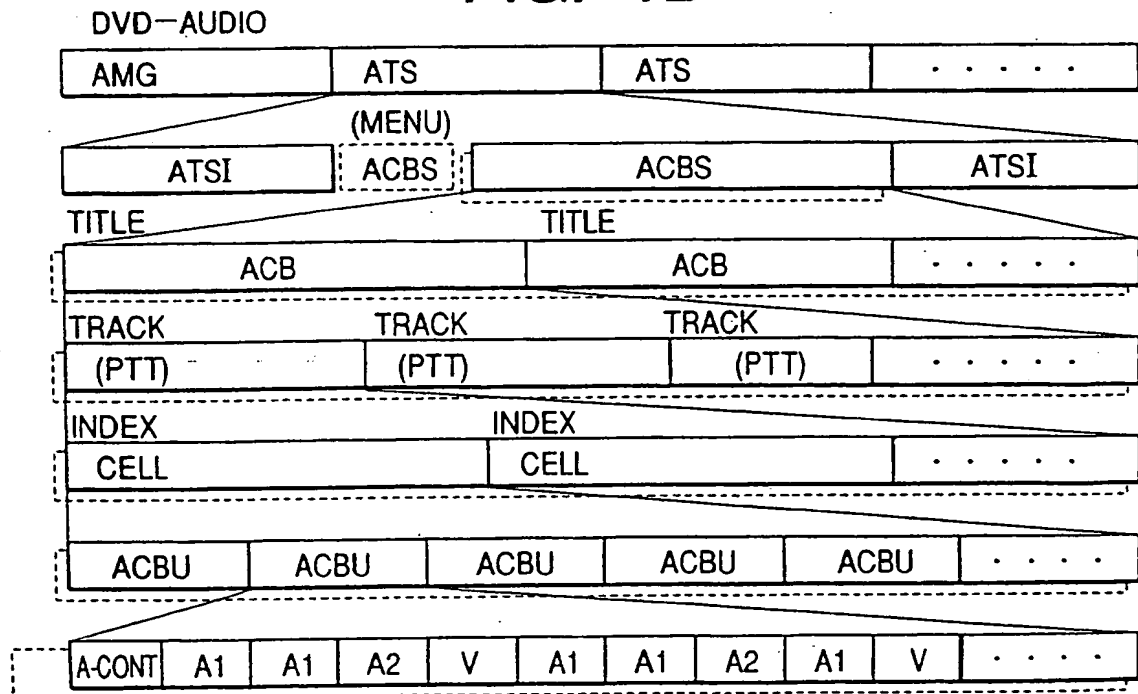 DVD-AUDIO
AMG ATS ATS . . . . .
(MENU)
ATSI ACBS ACBS ATSI
TITLE TITLE
ACB ACB . . . . .
TRACK TRACK TRACK
(PTT) (PTT) (PTT) . . . . .
INDEX INDEX
CELL CELL . . . . .
ACBU ACBU ACBU ACBU ACBU . . . .
A-CONT A1 A1 A2 V A1 A1 A2 A1 V . . . .